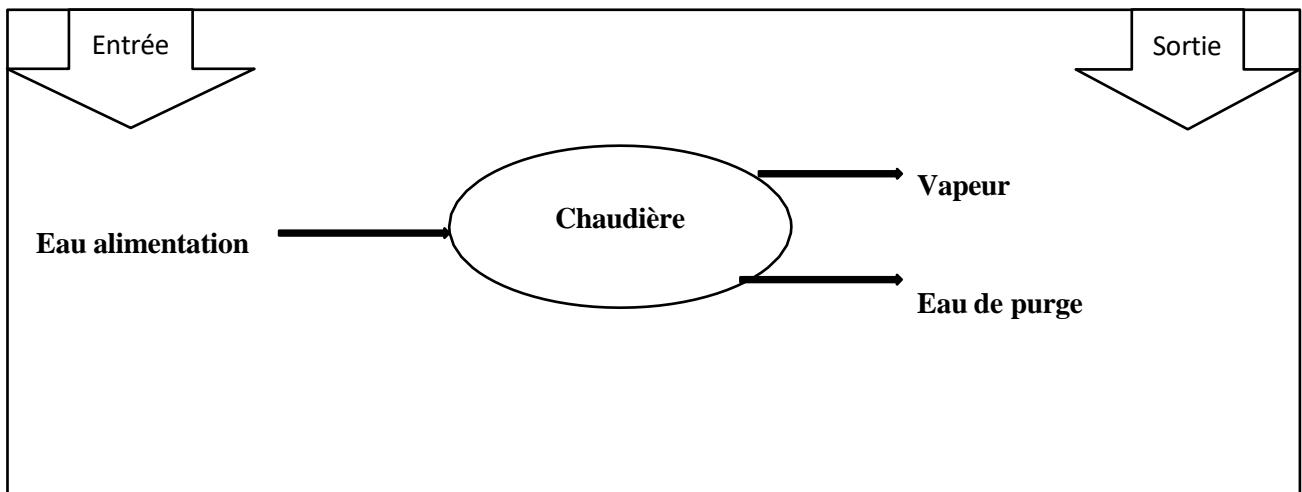 Entrée
Sortie
Vapeur
Chaudière
Eau alimentation
Eau de purge